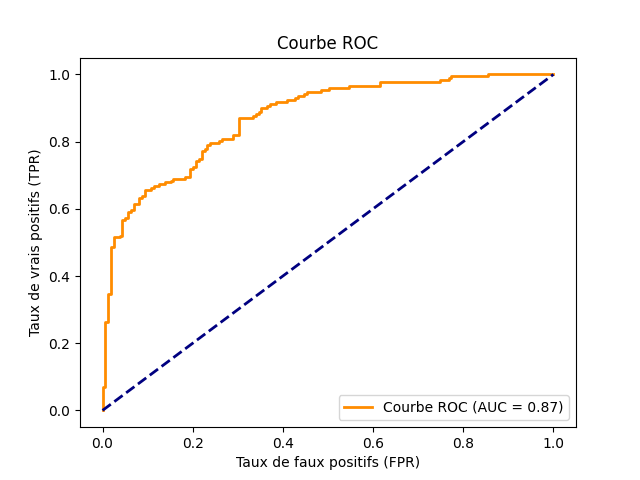 Courbe ROC
1.0
0.8
0.6
0.4
0.2
0.0
Taux de vrais positifs (TPR)
Courbe ROC (AUC = 0.87)
0.0 0.2 0.4 0.6 0.8 1.0
Taux de faux positifs (FPR)